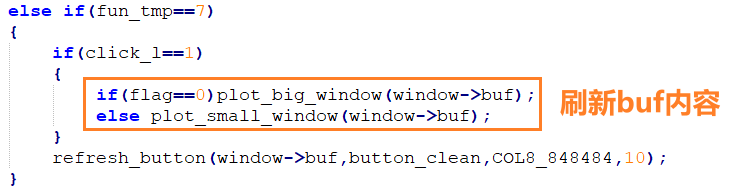 else if(fun_tmp==7)
{
if(click_l==1)
{
if(flag==0)plot_big_window(window->buf);
else plot_small_window(window->buf);
刷新buf内容
}
refresh_button(window->buf,button_clean,COL8_848484,10);
}